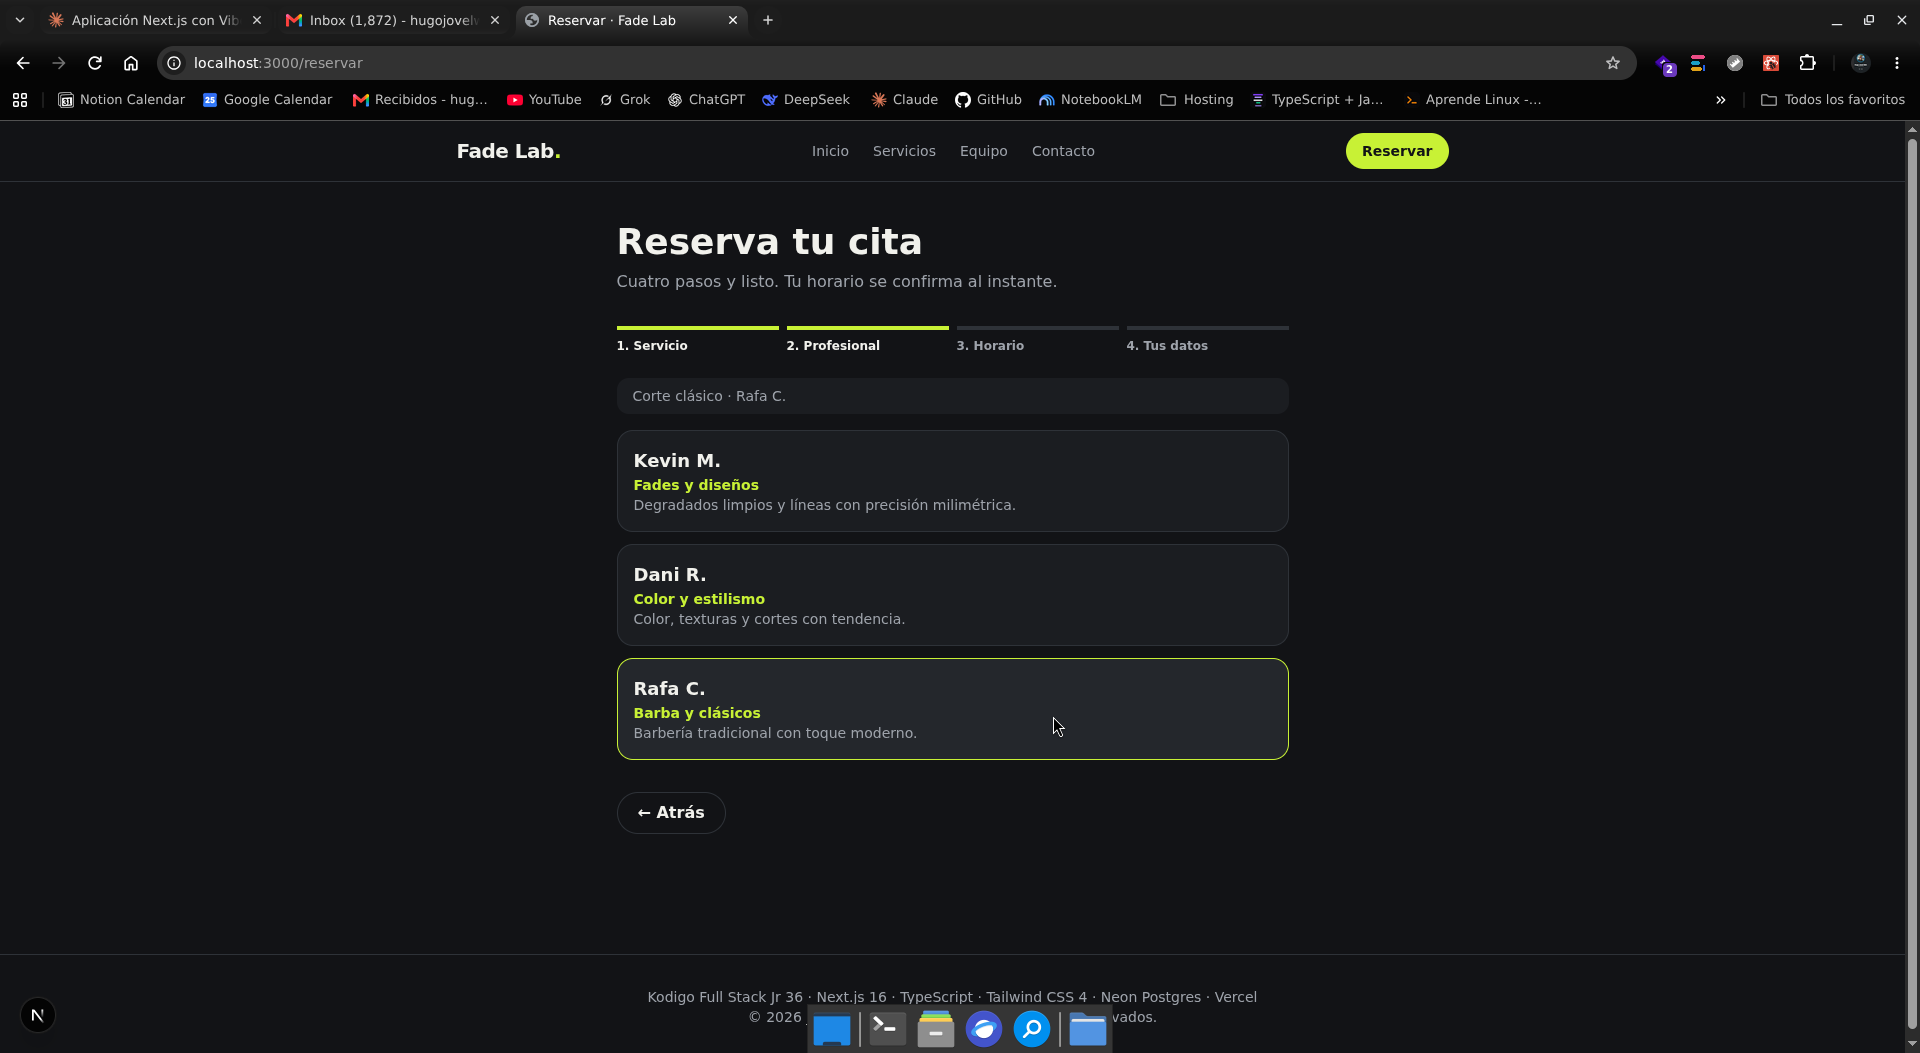 Aplicación Next.js con Vib
Inbox (1,872) - hugojovel
Reservar · Fade Lab
localhost:3000/reservar
2
Notion Calendar
Google Calendar
Recibidos - hug...
YouTube
Grok
ChatGPT
DeepSeek
Claude
GitHub
NotebookLM
Hosting
TypeScript + Ja...
Aprende Linux -...
Todos los favoritos
Fade Lab.
Inicio
Servicios
Equipo
Contacto
Reservar
Reserva tu cita
Cuatro pasos y listo. Tu horario se confirma al instante.
1. Servicio
2. Profesional
3. Horario
4. Tus datos
Corte clásico · Rafa C.
Kevin M.
Fades y diseños
Degradados limpios y líneas con precisión milimétrica.
Dani R.
Color y estilismo
Color, texturas y cortes con tendencia.
Rafa C.
Barba y clásicos
Barbería tradicional con toque moderno.
← Atrás
N
Kodigo Full Stack Jr 36 · Next.js 16 · TypeScript · Tailwind CSS 4 · Neon Postgres · Vercel
© 2026 vados.